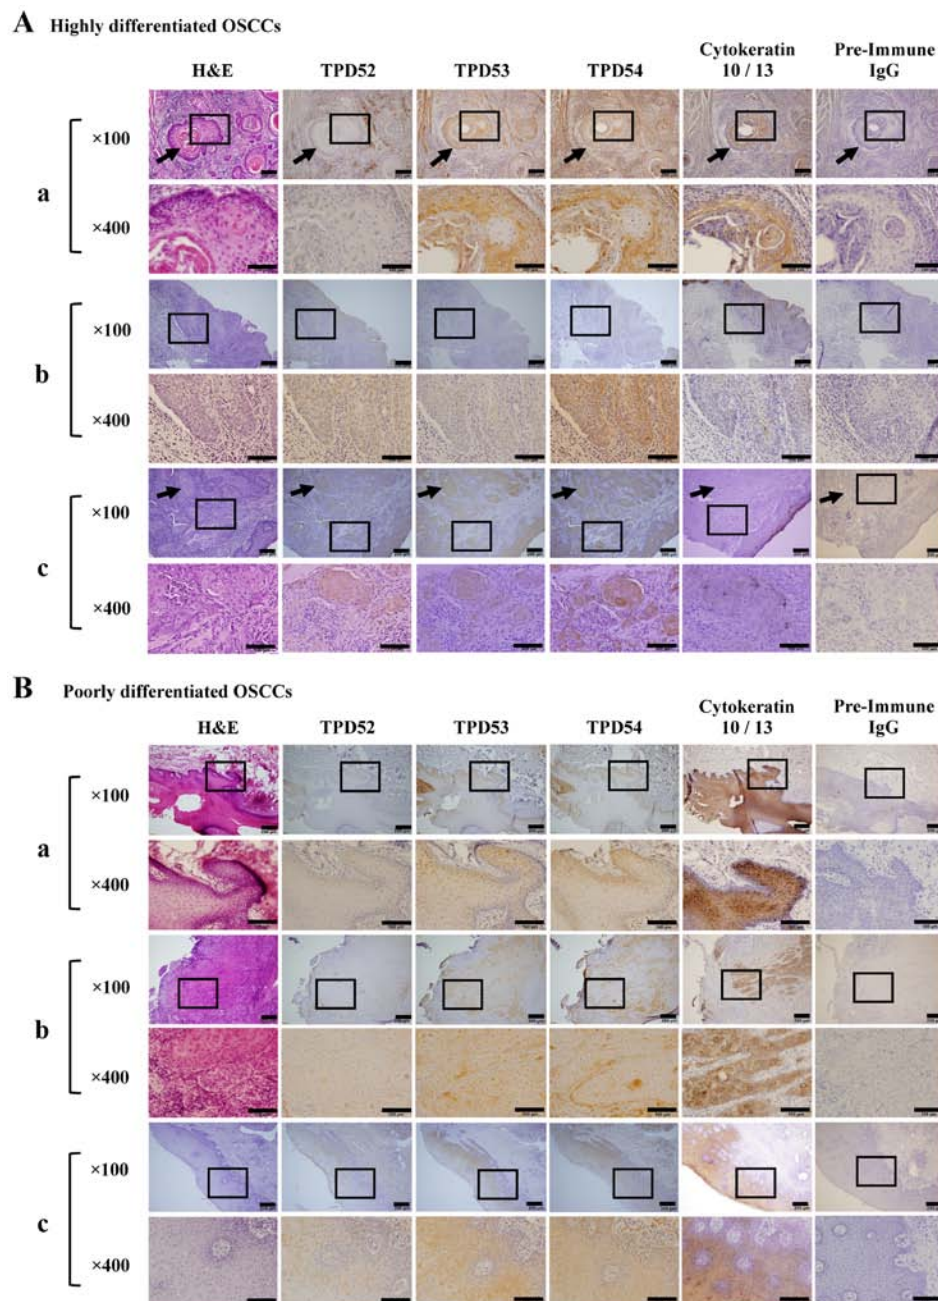 A Highly differentiated OSCCs
H&E TPD52 TPD53 TPD54 Cytokeratin 10 / 13 Pre-Immune IgG
a
×100
×400
b
×100
×400
c
×100
×400
B Poorly differentiated OSCCs
H&E TPD52 TPD53 TPD54 Cytokeratin 10 / 13 Pre-Immune IgG
a
×100
×400
b
×100
×400
c
×100
×400